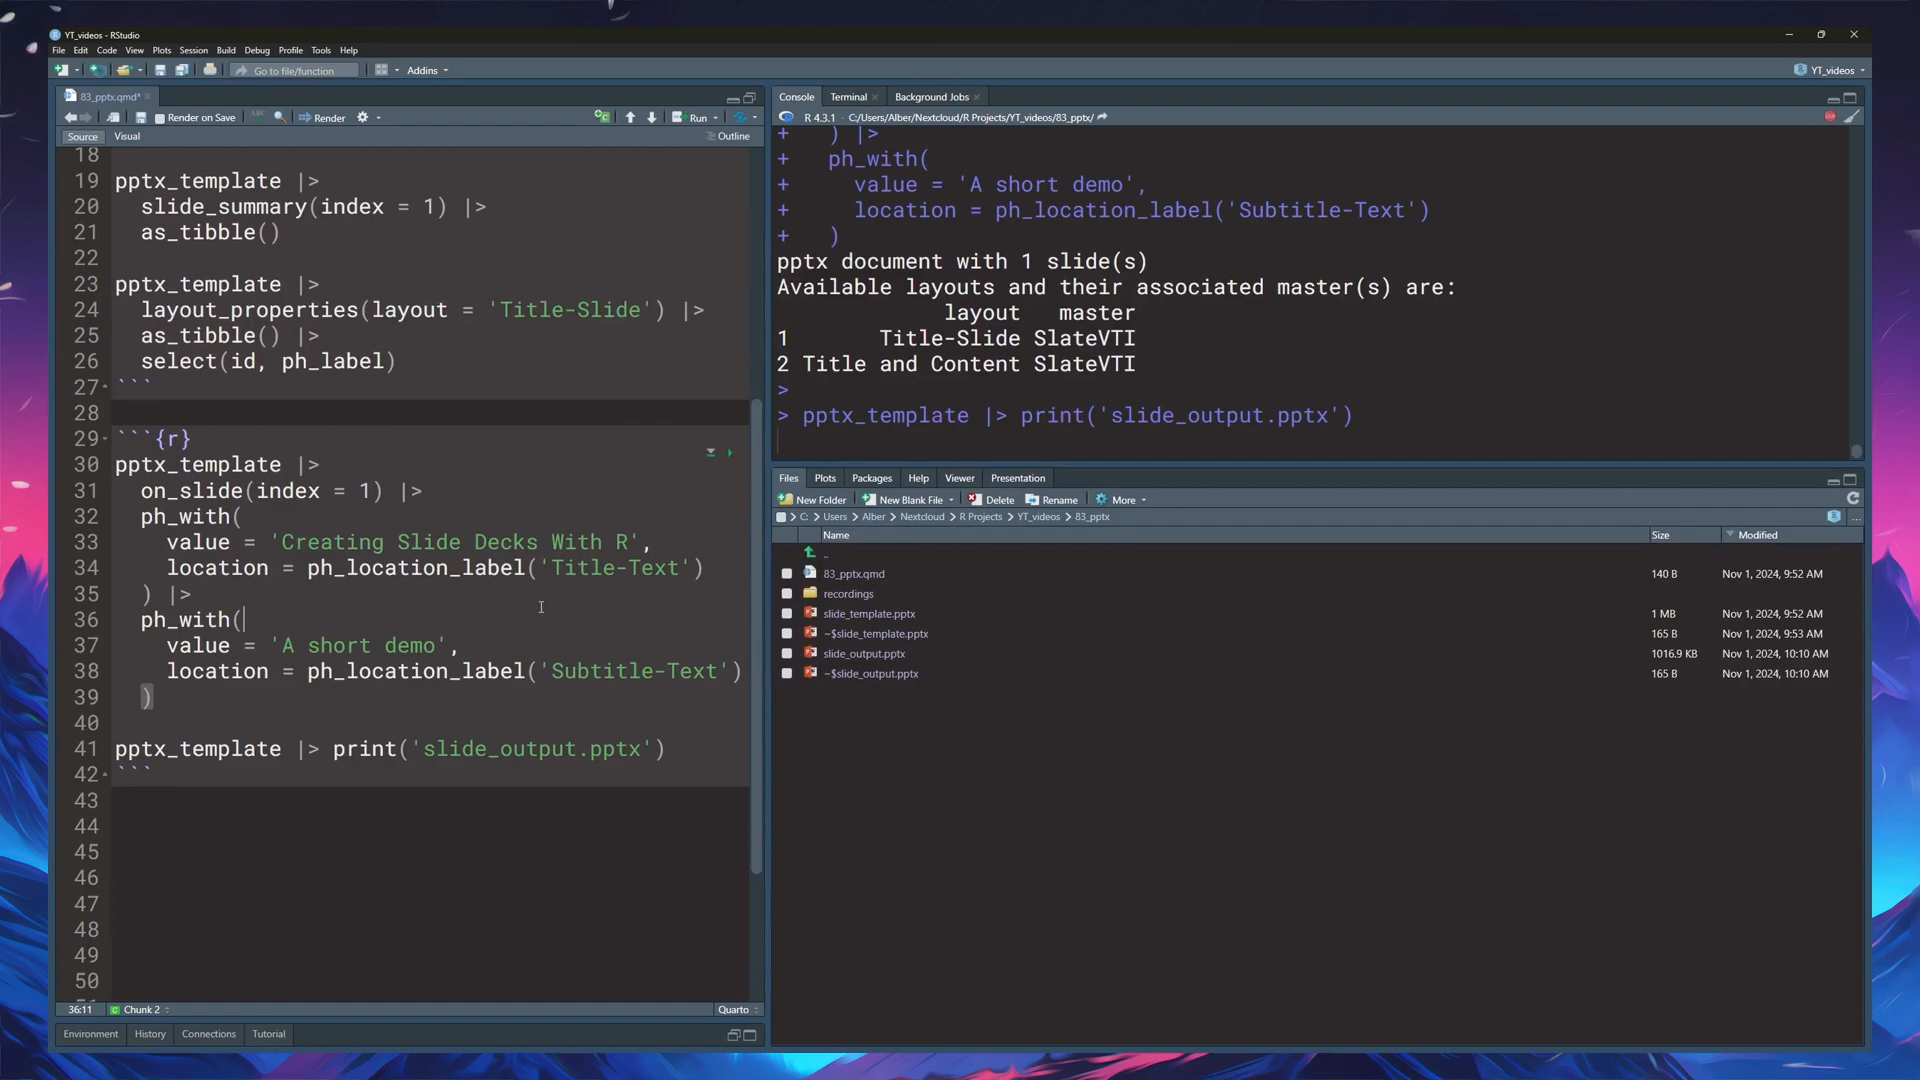 YT_videos - RStudio
File Edit Code View Plots Session Build Debug Profile Tools Help
Go to file/function Addins YT_videos
83_pptx.qmd*
Render on Save ABC Render Run
Source Visual Outline
18
19 pptx_template |>
20 slide_summary(index = 1) |>
21 as_tibble()
22
23 pptx_template |>
24 layout_properties(layout = 'Title-Slide') |>
25 as_tibble() |>
26 select(id, ph_label)
27 ```
28
29 ```{r}
30 pptx_template |>
31 on_slide(index = 1) |>
32 ph_with(
33 value = 'Creating Slide Decks With R',
34 location = ph_location_label('Title-Text')
35 ) |>
36 ph_with(
37 value = 'A short demo',
38 location = ph_location_label('Subtitle-Text')
39 )
40
41 pptx_template |> print('slide_output.pptx')
42 ```
43
44
45
46
47
48
49
50
36:11 Chunk 2 Quarto
Environment History Connections Tutorial
Console Terminal Background Jobs
R 4.3.1 · C:/Users/Alber/Nextcloud/R Projects/YT_videos/83_pptx/
+ ) |>
+ ph_with(
+ value = 'A short demo',
+ location = ph_location_label('Subtitle-Text')
+ )
pptx document with 1 slide(s)
Available layouts and their associated master(s) are:
layout master
1 Title-Slide SlateVTI
2 Title and Content SlateVTI
>
> pptx_template |> print('slide_output.pptx')
Files Plots Packages Help Viewer Presentation
New Folder New Blank File Delete Rename More
C: > Users > Alber > Nextcloud > R Projects > YT_videos > 83_pptx ...
Name Size Modified
..
83_pptx.qmd 140 B Nov 1, 2024, 9:52 AM
recordings
slide_template.pptx 1 MB Nov 1, 2024, 9:52 AM
~$slide_template.pptx 165 B Nov 1, 2024, 9:53 AM
slide_output.pptx 1016.9 KB Nov 1, 2024, 10:10 AM
~$slide_output.pptx 165 B Nov 1, 2024, 10:10 AM